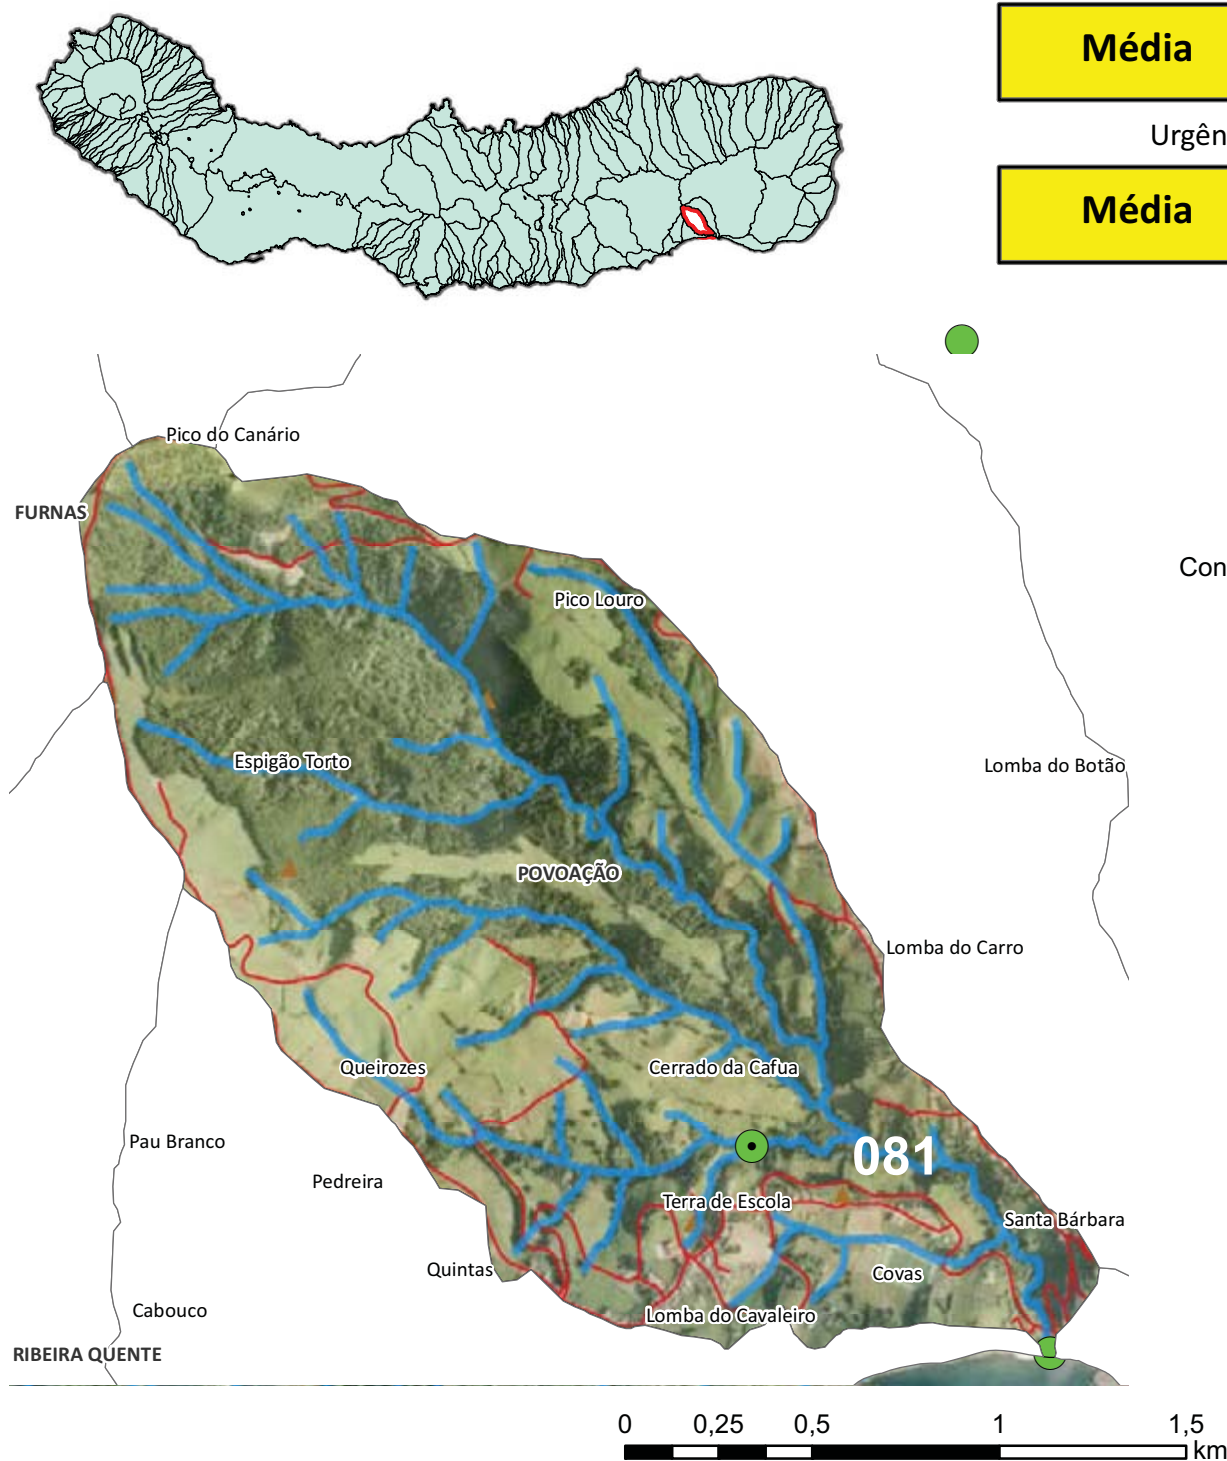 Média
Urgên
Média
Pico do Canário
FURNAS
Con
Pico Louro
Espigão Torto
Lomba do Botão
POVOAÇÃO
Lomba do Carro
Queirozes
Cerrado da Cafua
Pau Branco
081
Pedreira
Terra de Escola
Santa Bárbara
Quintas
Covas
Cabouco
Lomba do Cavaleiro
RIBEIRA QUENTE
0 0,25 0,5 1 1,5
km